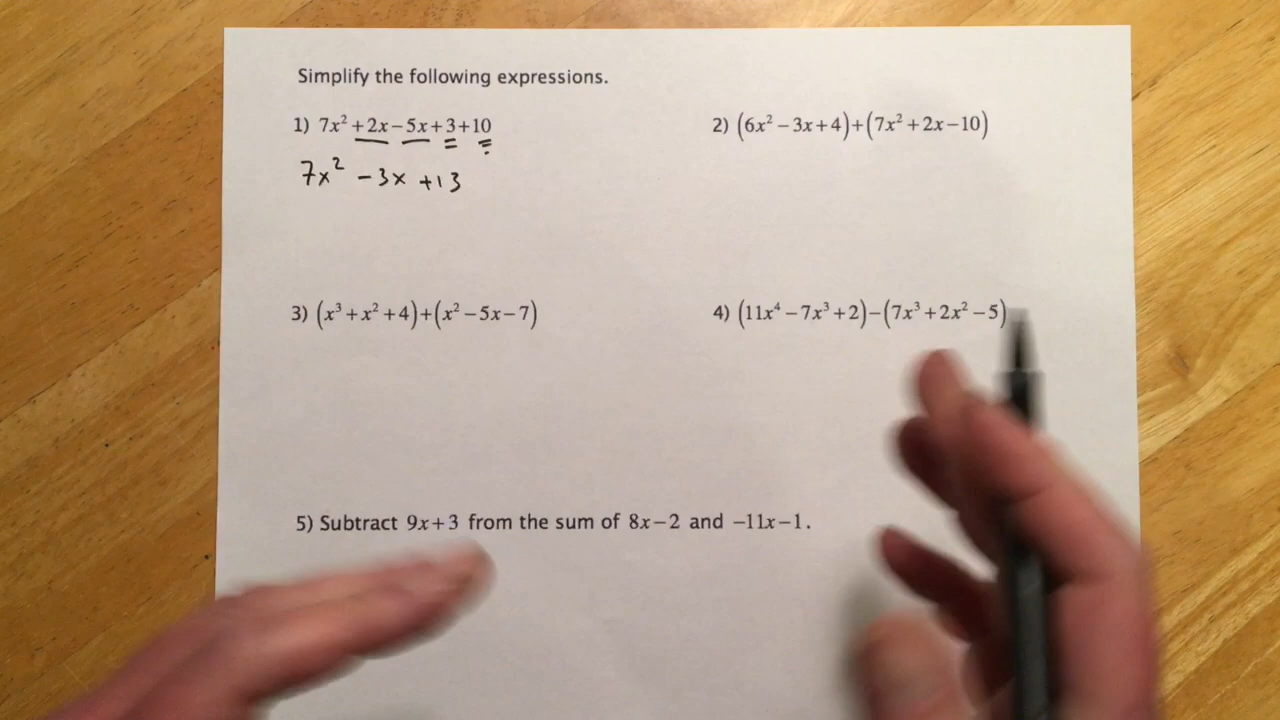 Simplify the following expressions.
1) 7x² + 2x − 5x + 3 + 10
2) (6x² − 3x + 4) + (7x² + 2x − 10)
7x² − 3x + 13
3) (x³ + x² + 4) + (x² − 5x − 7)
4) (11x⁴ − 7x³ + 2) − (7x³ + 2x² − 5)
5) Subtract 9x + 3 from the sum of 8x − 2 and −11x − 1.